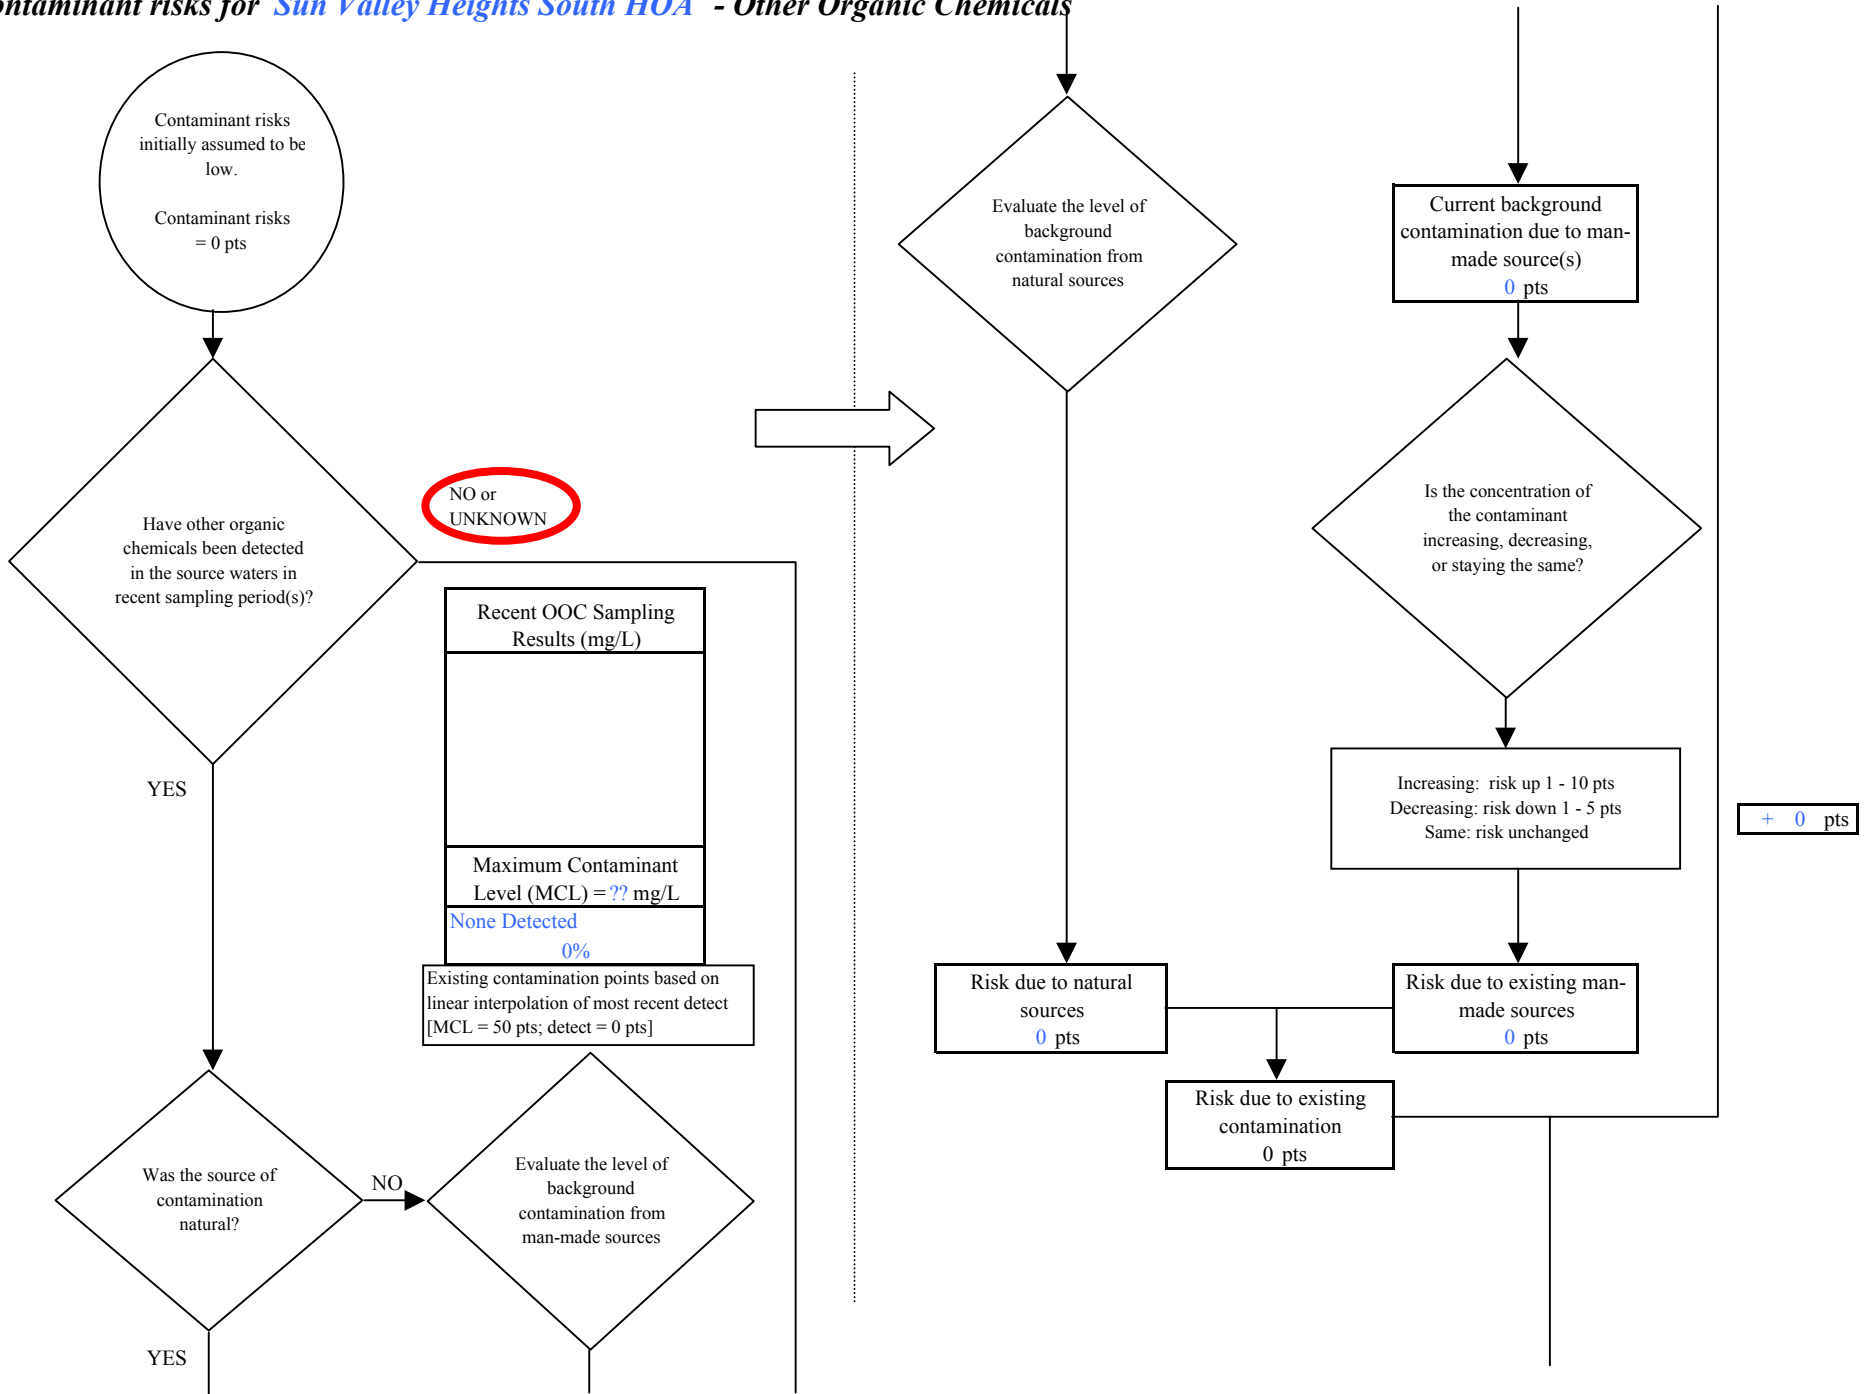 ontaminant risks for Sun Valley Heights South HOA - Other Organic Chemicals
Contaminant risks
initially assumed to be
low.
Contaminant risks
= 0 pts
Have other organic
chemicals been detected
in the source waters in
recent sampling period(s)?
NO or
UNKNOWN
YES
Recent OOC Sampling
Results (mg/L)
Maximum Contaminant
Level (MCL) = ?? mg/L
None Detected
0%
Existing contamination points based on
linear interpolation of most recent detect
[MCL = 50 pts; detect = 0 pts]
Was the source of
contamination
natural?
NO
YES
Evaluate the level of
background
contamination from
man-made sources
Evaluate the level of
background
contamination from
natural sources
Current background
contamination due to man-
made source(s)
0 pts
Is the concentration of
the contaminant
increasing, decreasing,
or staying the same?
Increasing: risk up 1 - 10 pts
Decreasing: risk down 1 - 5 pts
Same: risk unchanged
+ 0 pts
Risk due to natural
sources
0 pts
Risk due to existing man-
made sources
0 pts
Risk due to existing
contamination
0 pts